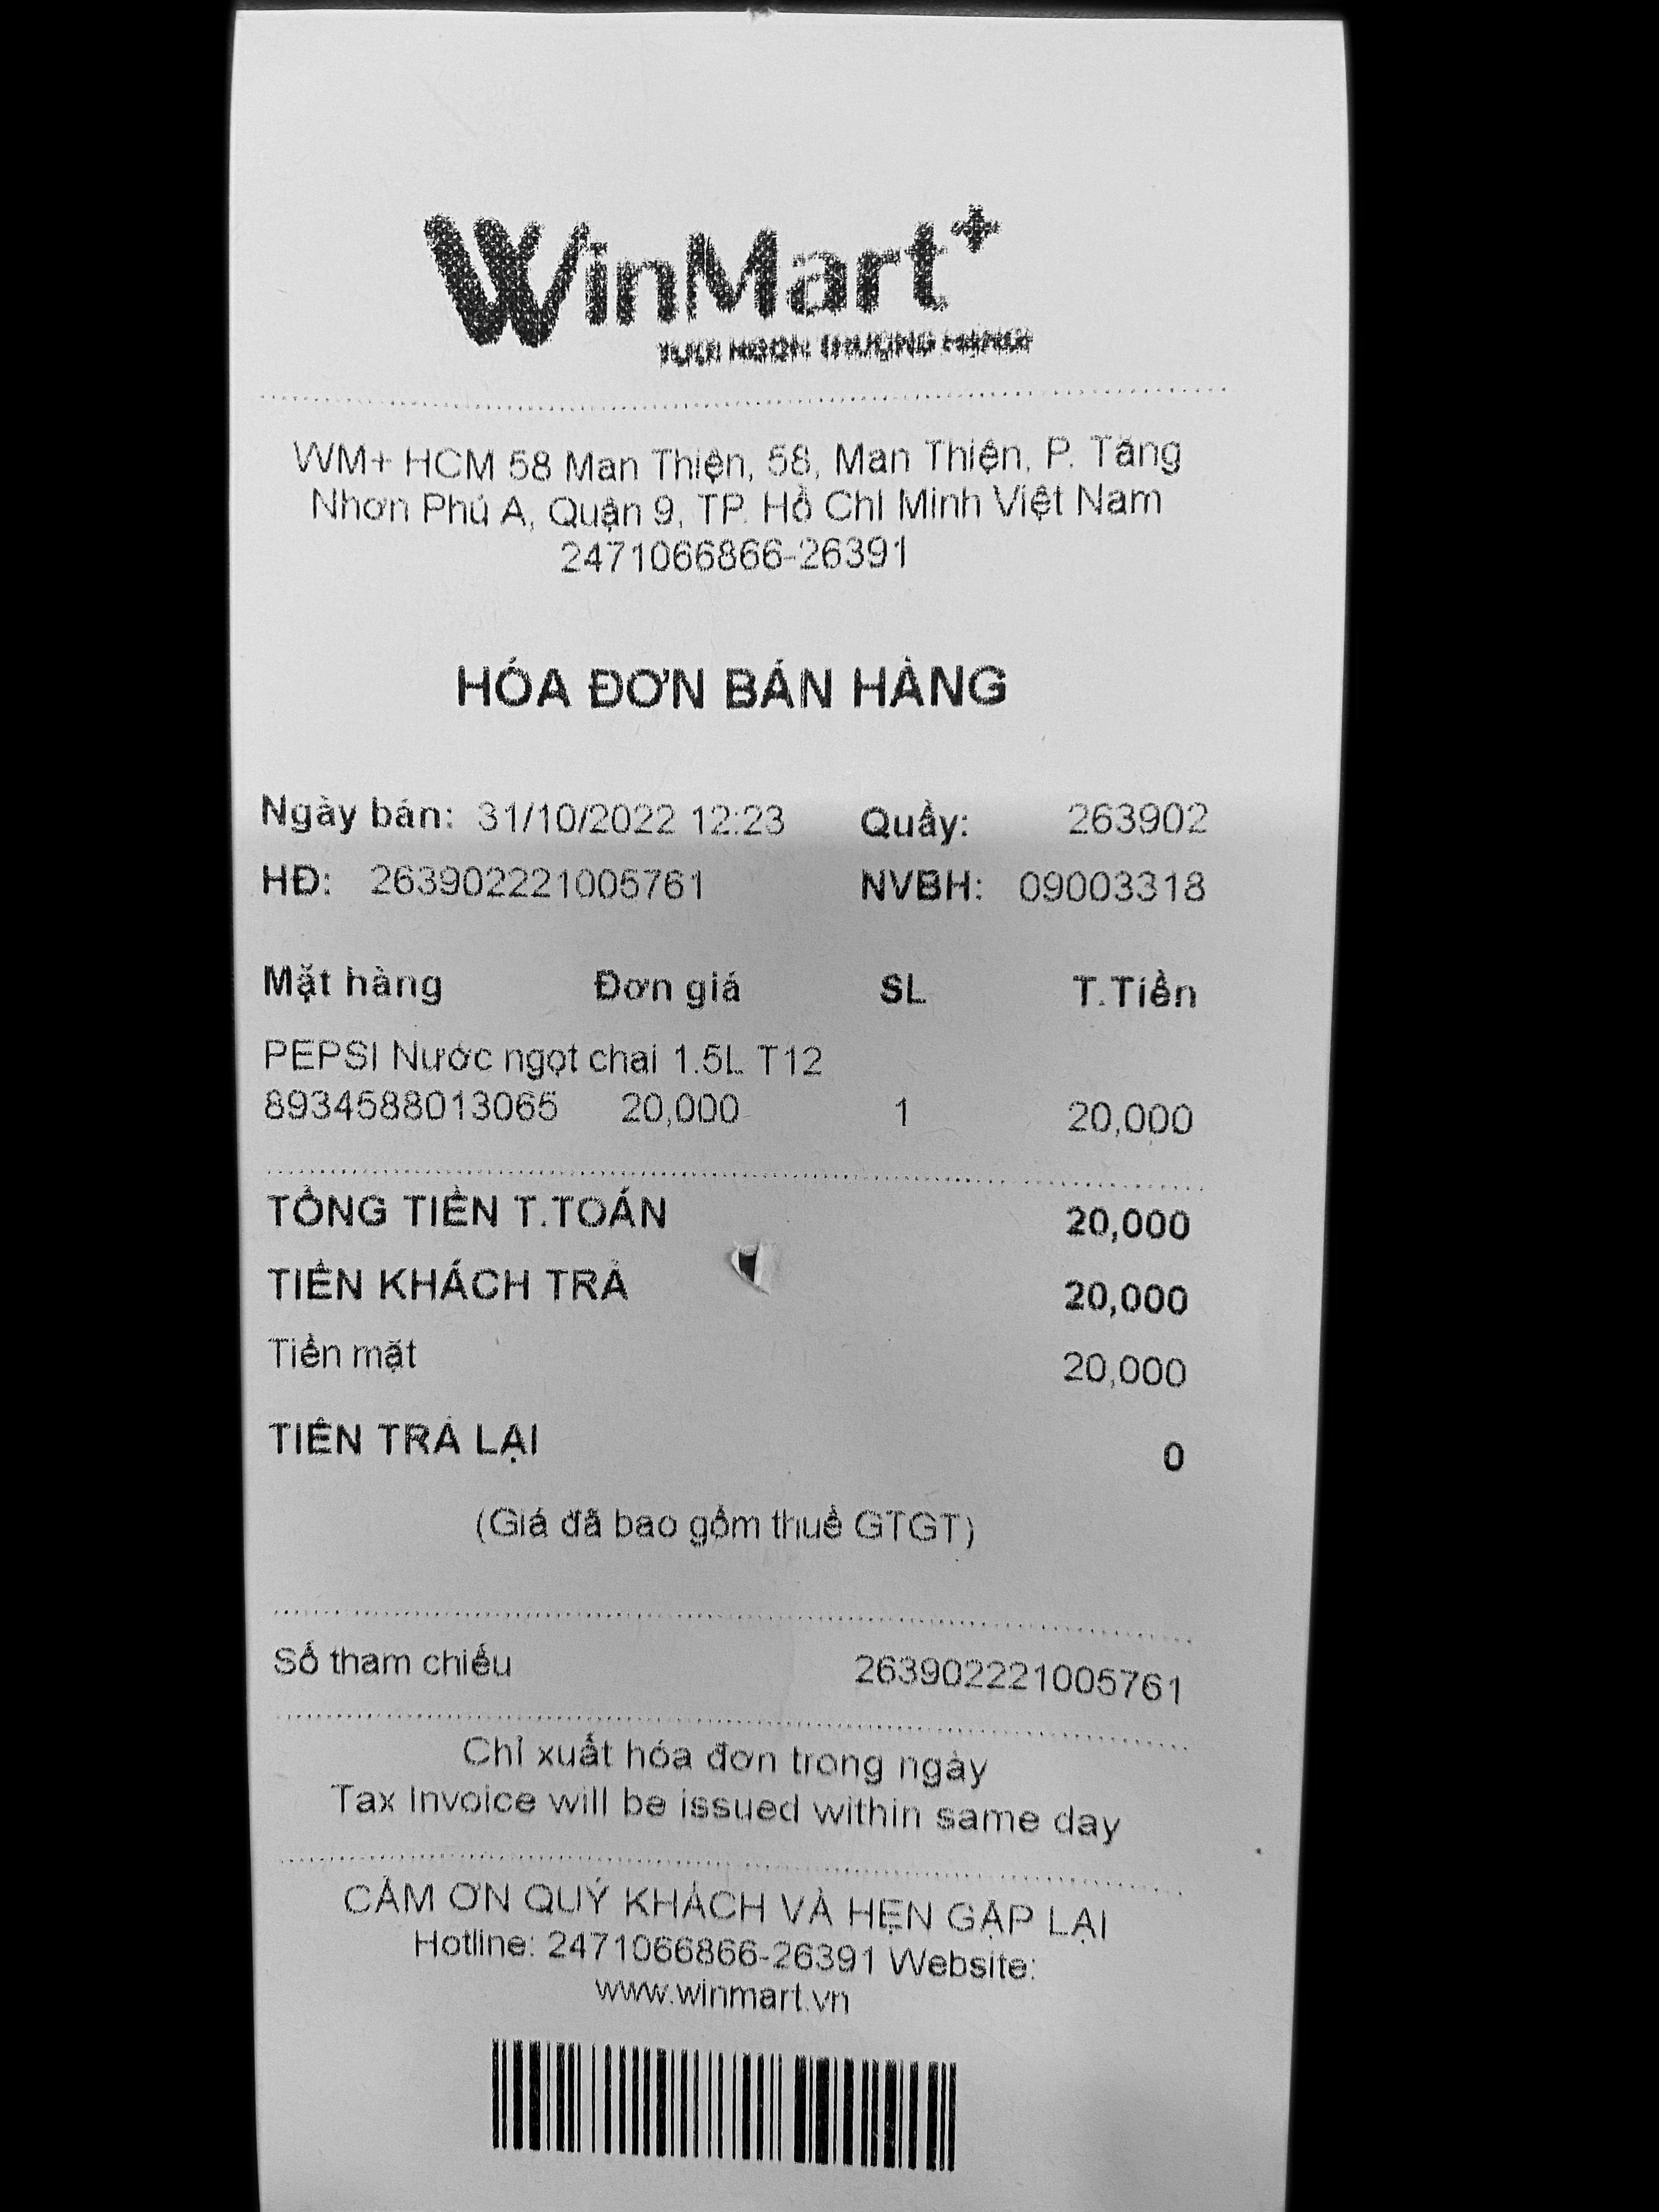 WinMart+
WM+ HCM 58 Man Thiện, 58, Man Thiện, P. Tăng
Nhơn Phú A, Quận 9, TP. Hồ Chí Minh Việt Nam
2471066866-26391
HÓA ĐƠN BÁN HÀNG
Ngày bán: 31/10/2022 12:23 Quầy: 263902
HĐ: 263902221005761 NVBH: 09003318
Mặt hàng Đơn giá SL T.Tiền
PEPSI Nước ngọt chai 1.5L T12
8934588013065 20,000 1 20,000
TỔNG TIỀN T.TOÁN 20,000
TIỀN KHÁCH TRẢ 20,000
Tiền mặt 20,000
TIỀN TRẢ LẠI 0
(Giá đã bao gồm thuế GTGT)
Số tham chiếu 263902221005761
Chỉ xuất hóa đơn trong ngày
Tax Invoice will be issued within same day
CẢM ƠN QUÝ KHÁCH VÀ HẸN GẶP LẠI
Hotline: 2471066866-26391 Website:
www.winmart.vn